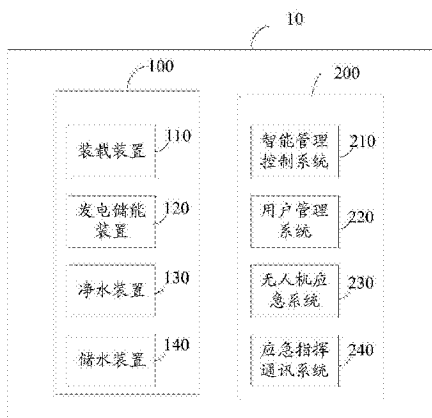 10
100
200
装载装置
110
发电储能
装置
120
净水装置
130
储水装置
140
智能管理
控制系统
210
用户管理
系统
220
无人机应
急系统
230
应急指挥
通讯系统
240